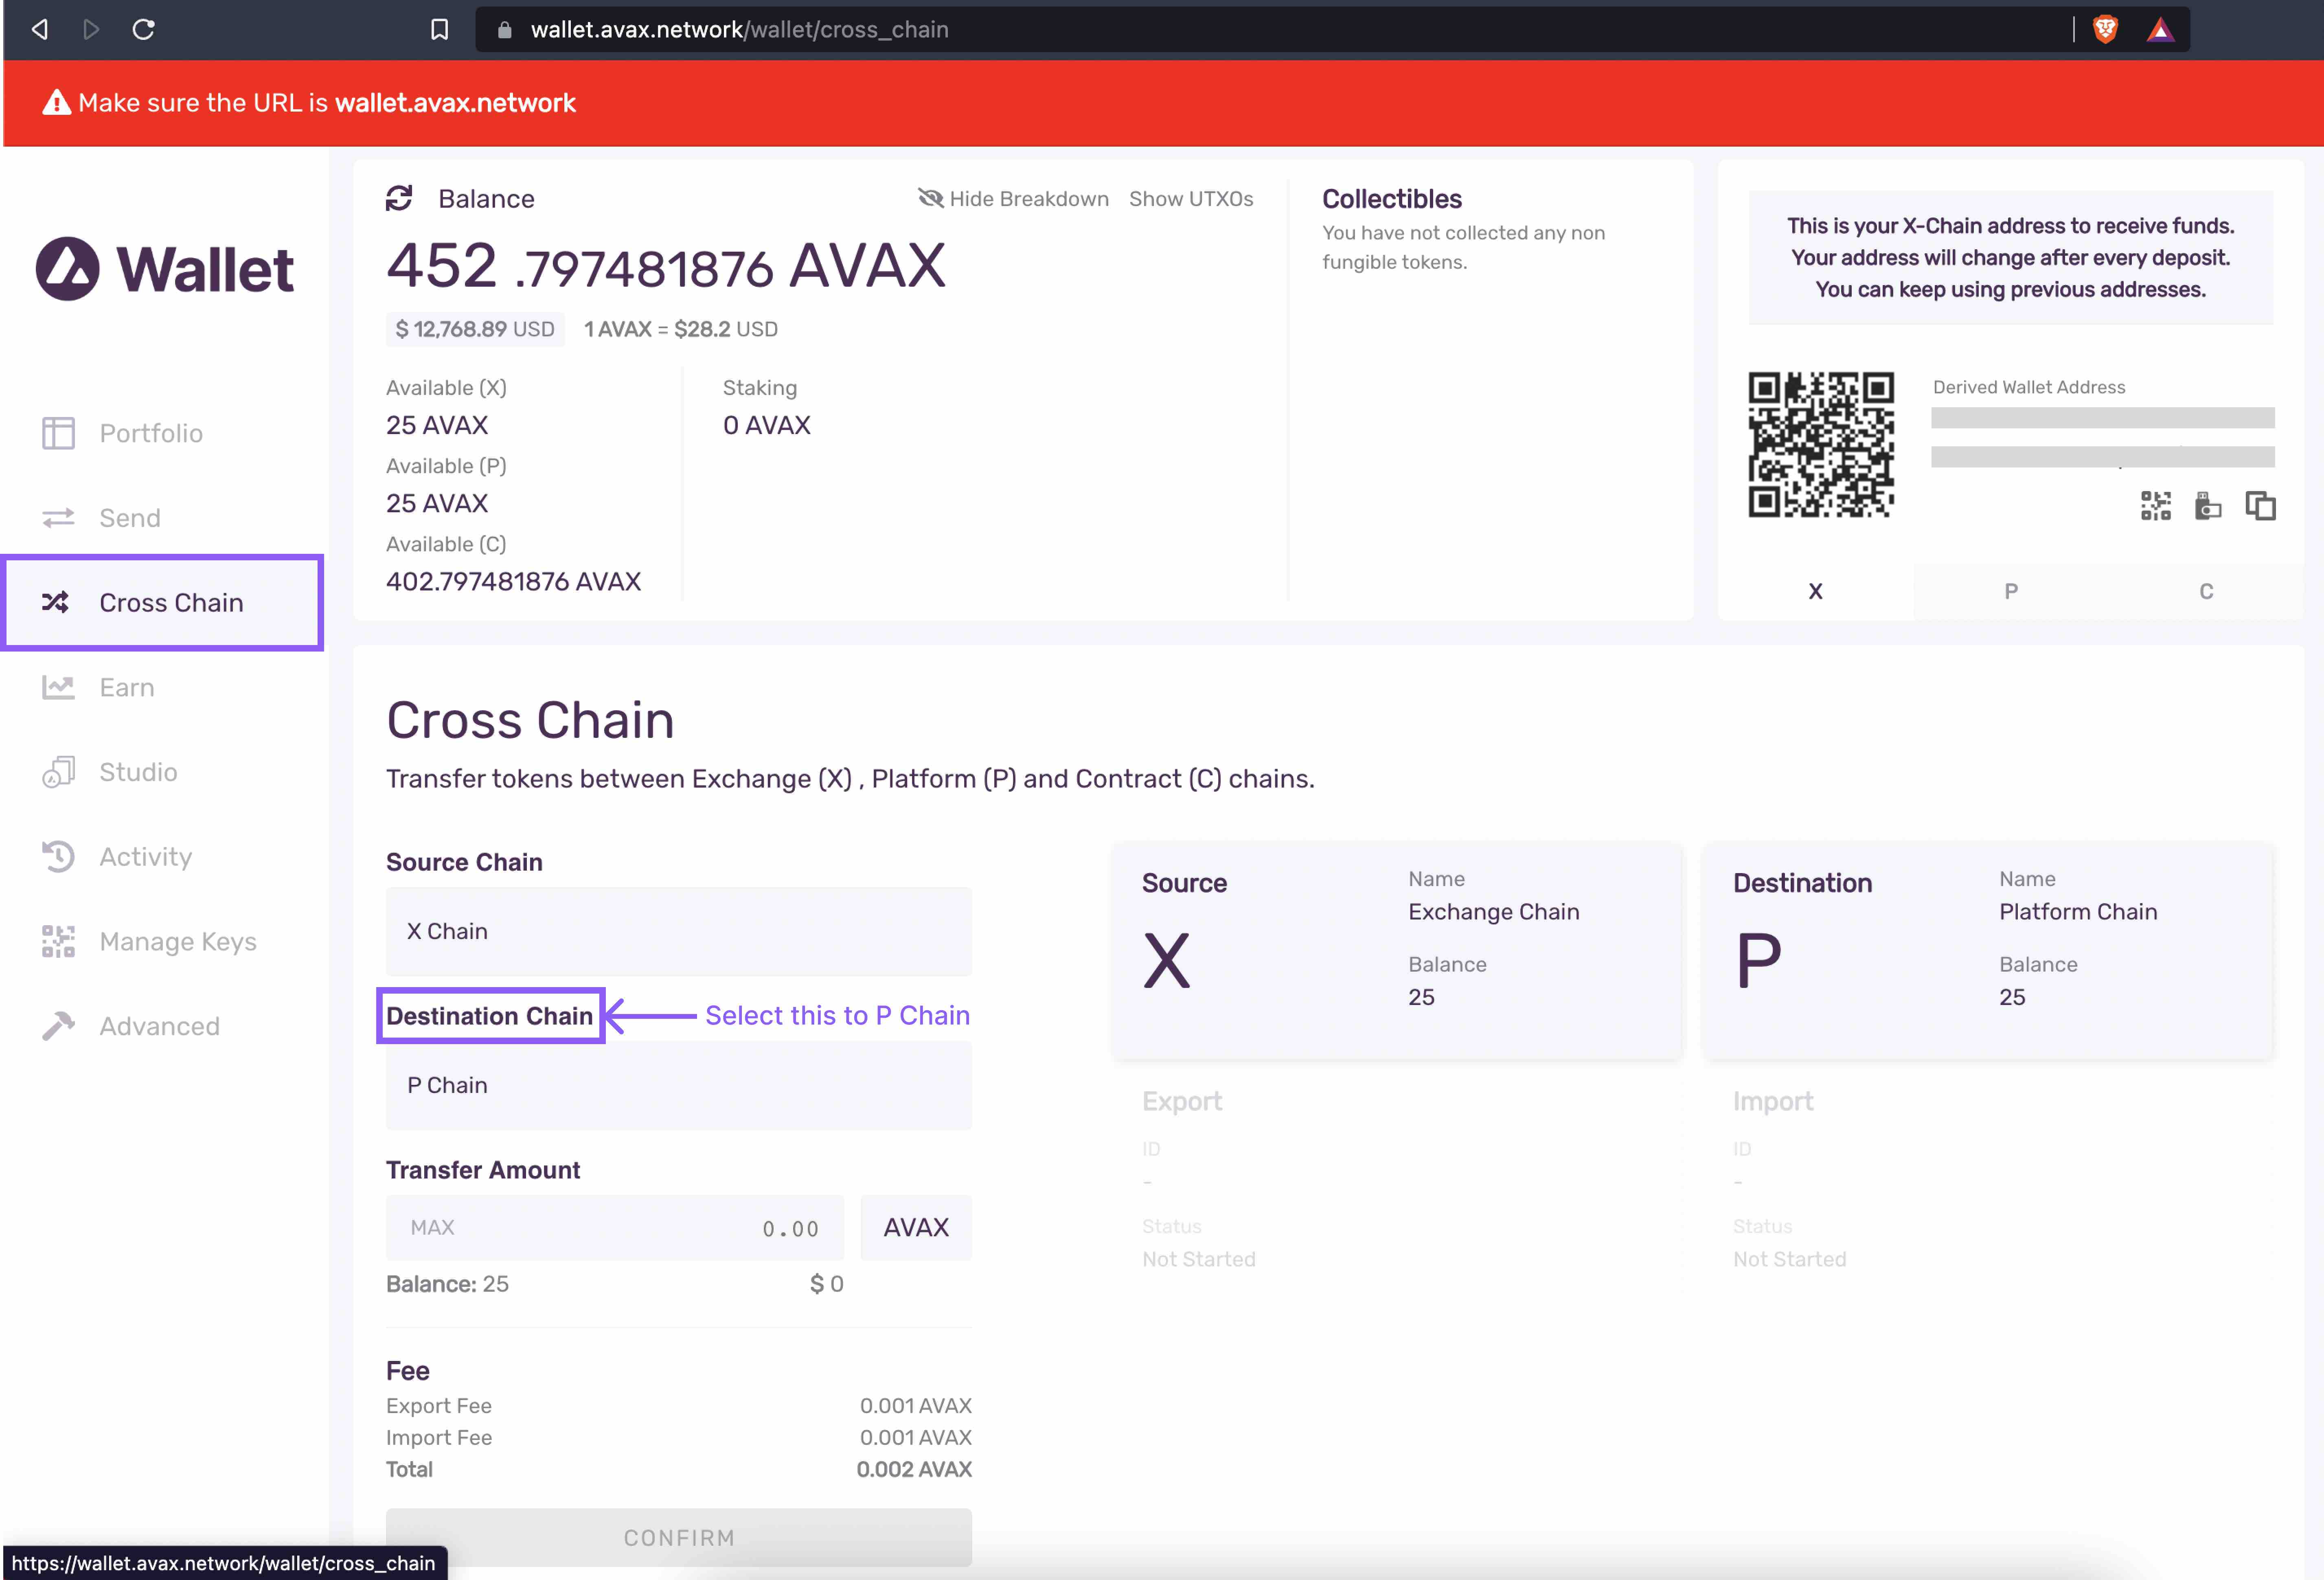 wallet.avax.network/wallet/cross_chain
Make sure the URL is wallet.avax.network
Wallet
Portfolio
Send
Cross Chain
Earn
Studio
Activity
Manage Keys
Advanced
Balance
Hide Breakdown Show UTXOs
452 .797481876 AVAX
$ 12,768.89 USD 1 AVAX = $28.2 USD
Available (X)
25 AVAX
Available (P)
25 AVAX
Available (C)
402.797481876 AVAX
Staking
0 AVAX
Collectibles
You have not collected any non
fungible tokens.
This is your X-Chain address to receive funds.
Your address will change after every deposit.
You can keep using previous addresses.
Derived Wallet Address
X P C
Cross Chain
Transfer tokens between Exchange (X) , Platform (P) and Contract (C) chains.
Source Chain
X Chain
Destination Chain Select this to P Chain
P Chain
Transfer Amount
MAX 0.00 AVAX
Balance: 25 $ 0
Fee
Export Fee 0.001 AVAX
Import Fee 0.001 AVAX
Total 0.002 AVAX
CONFIRM
Source
X
Name
Exchange Chain
Balance
25
Export
ID
-
Status
Not Started
Destination
P
Name
Platform Chain
Balance
25
Import
ID
-
Status
Not Started
https://wallet.avax.network/wallet/cross_chain